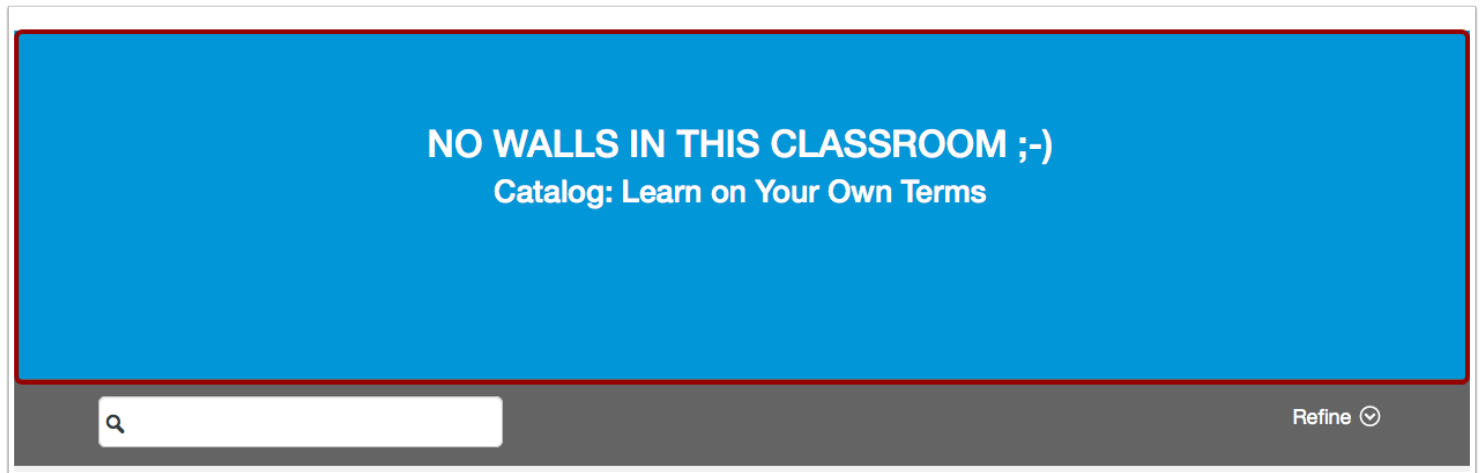 NO WALLS IN THIS CLASSROOM ;-)
Catalog: Learn on Your Own Terms
Refine